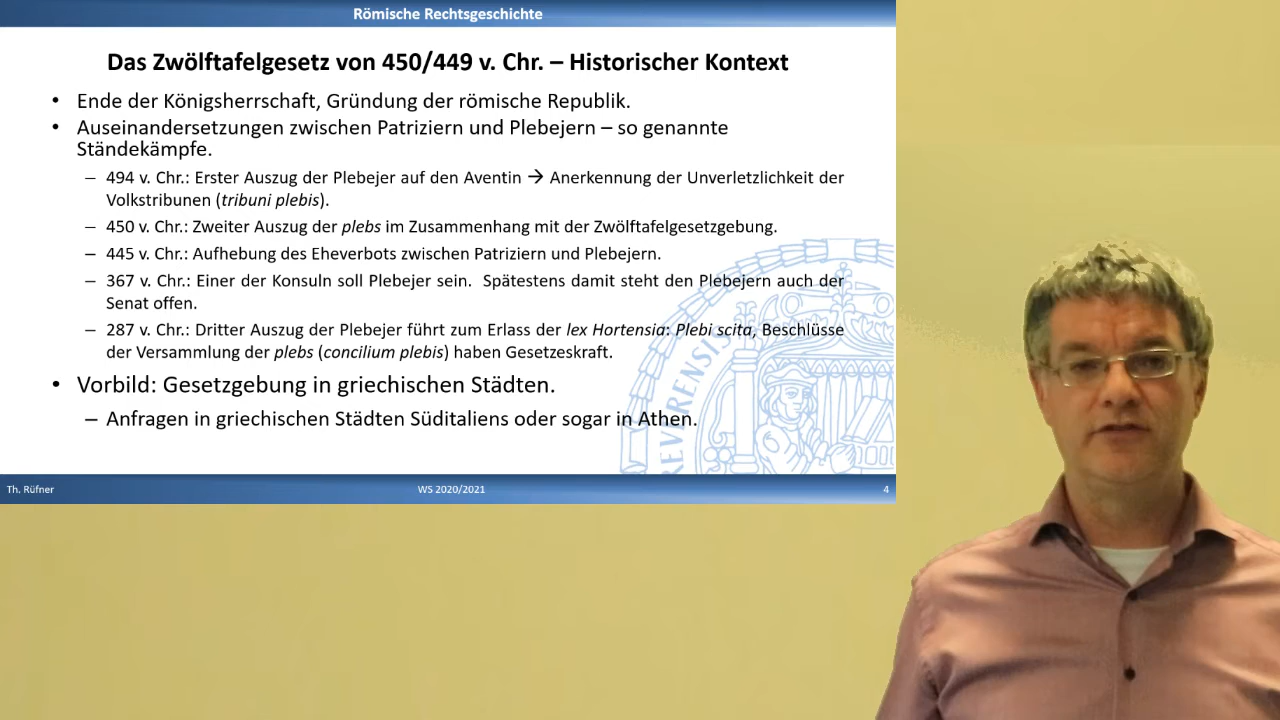 Römische Rechtsgeschichte
Das Zwölftafelgesetz von 450/449 v. Chr. – Historischer Kontext
• Ende der Königsherrschaft, Gründung der römische Republik.
• Auseinandersetzungen zwischen Patriziern und Plebejern – so genannte
Ständekämpfe.
– 494 v. Chr.: Erster Auszug der Plebejer auf den Aventin → Anerkennung der Unverletzlichkeit der
Volkstribunen (tribuni plebis).
– 450 v. Chr.: Zweiter Auszug der plebs im Zusammenhang mit der Zwölftafelgesetzgebung.
– 445 v. Chr.: Aufhebung des Eheverbots zwischen Patriziern und Plebejern.
– 367 v. Chr.: Einer der Konsuln soll Plebejer sein. Spätestens damit steht den Plebejern auch der
Senat offen.
– 287 v. Chr.: Dritter Auszug der Plebejer führt zum Erlass der lex Hortensia: Plebi scita, Beschlüsse
der Versammlung der plebs (concilium plebis) haben Gesetzeskraft.
• Vorbild: Gesetzgebung in griechischen Städten.
– Anfragen in griechischen Städten Süditaliens oder sogar in Athen.
REVERENSIS
Th. Rüfner
WS 2020/2021
4